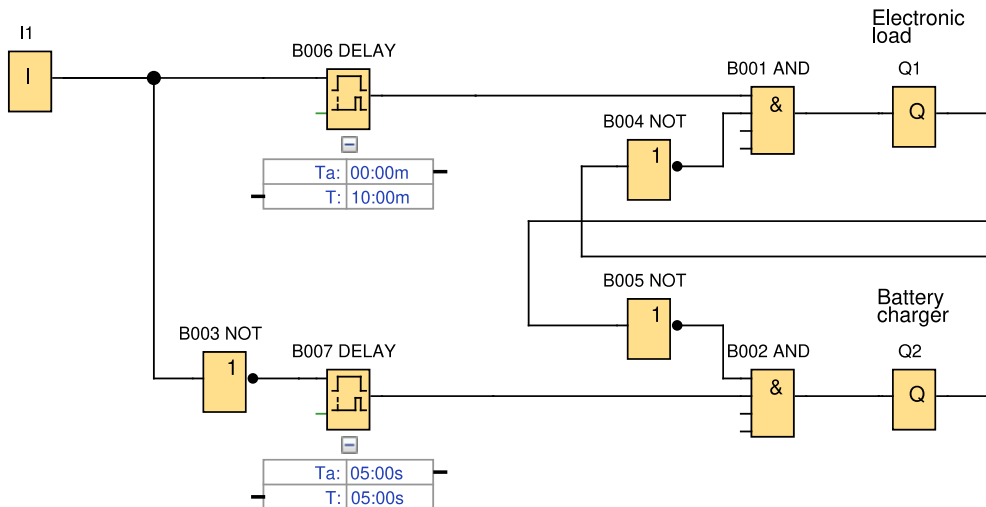 Electronic
load
I1
B006 DELAY
B001 AND
Q1
I
&
Q
B004 NOT
1
Ta: 00:00m
T: 10:00m
B005 NOT
1
Battery
charger
B003 NOT
B007 DELAY
B002 AND
Q2
1
&
Q
Ta: 05:00s
T: 05:00s